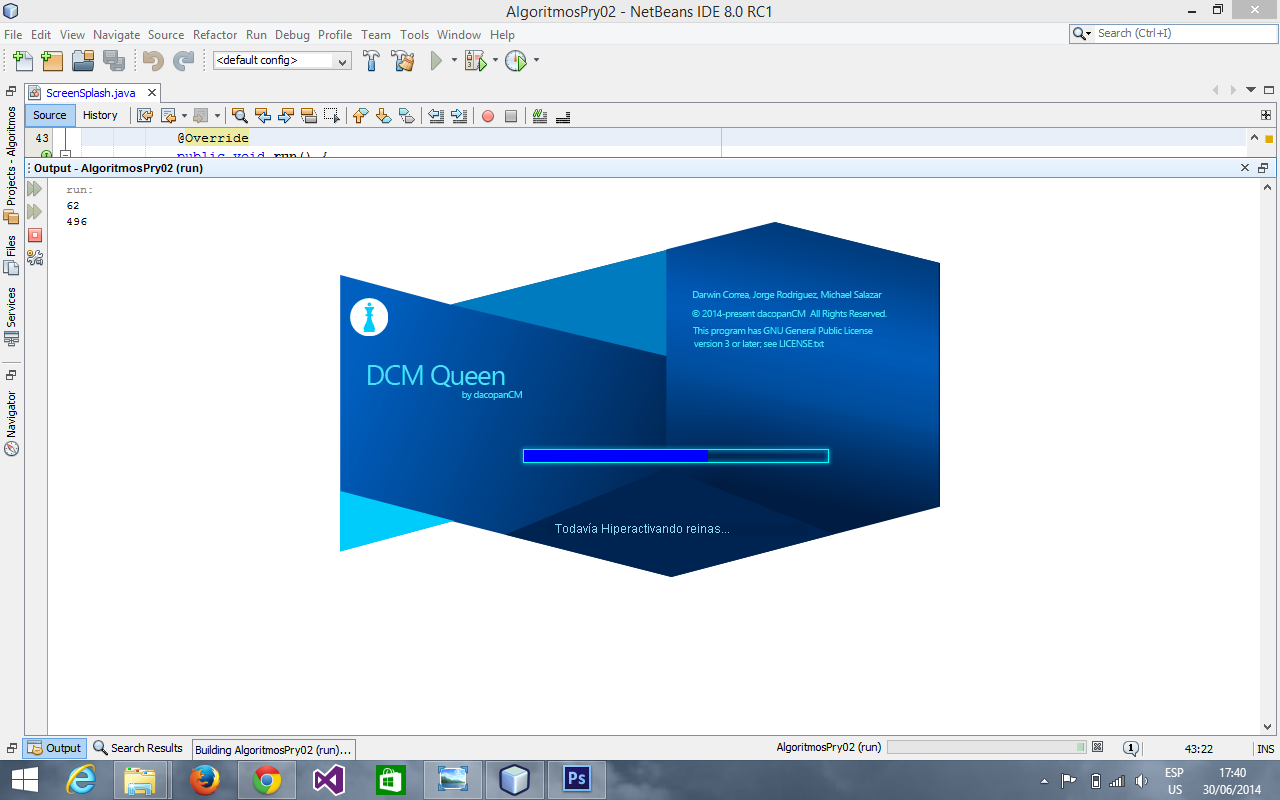 AlgoritmosPry02 - NetBeans IDE 8.0 RC1
File Edit View Navigate Source Refactor Run Debug Profile Team Tools Window Help
Search (Ctrl+I)
<default config>
ScreenSplash.java
Source History
43 @Override
public void run() {
Output - AlgoritmosPry02 (run)
run:
62
496
Projects - Algoritmos
Files
Services
Navigator
Darwin Correa, Jorge Rodriguez, Michael Salazar
© 2014-present dacopanCM All Rights Reserved.
This program has GNU General Public License
version 3 or later; see LICENSE.txt
DCM Queen
by dacopanCM
Todavía Hiperactivando reinas...
Output Search Results Building AlgoritmosPry02 (run)...
AlgoritmosPry02 (run)
1
43:22
INS
Ps
ESP
US
17:40
30/06/2014